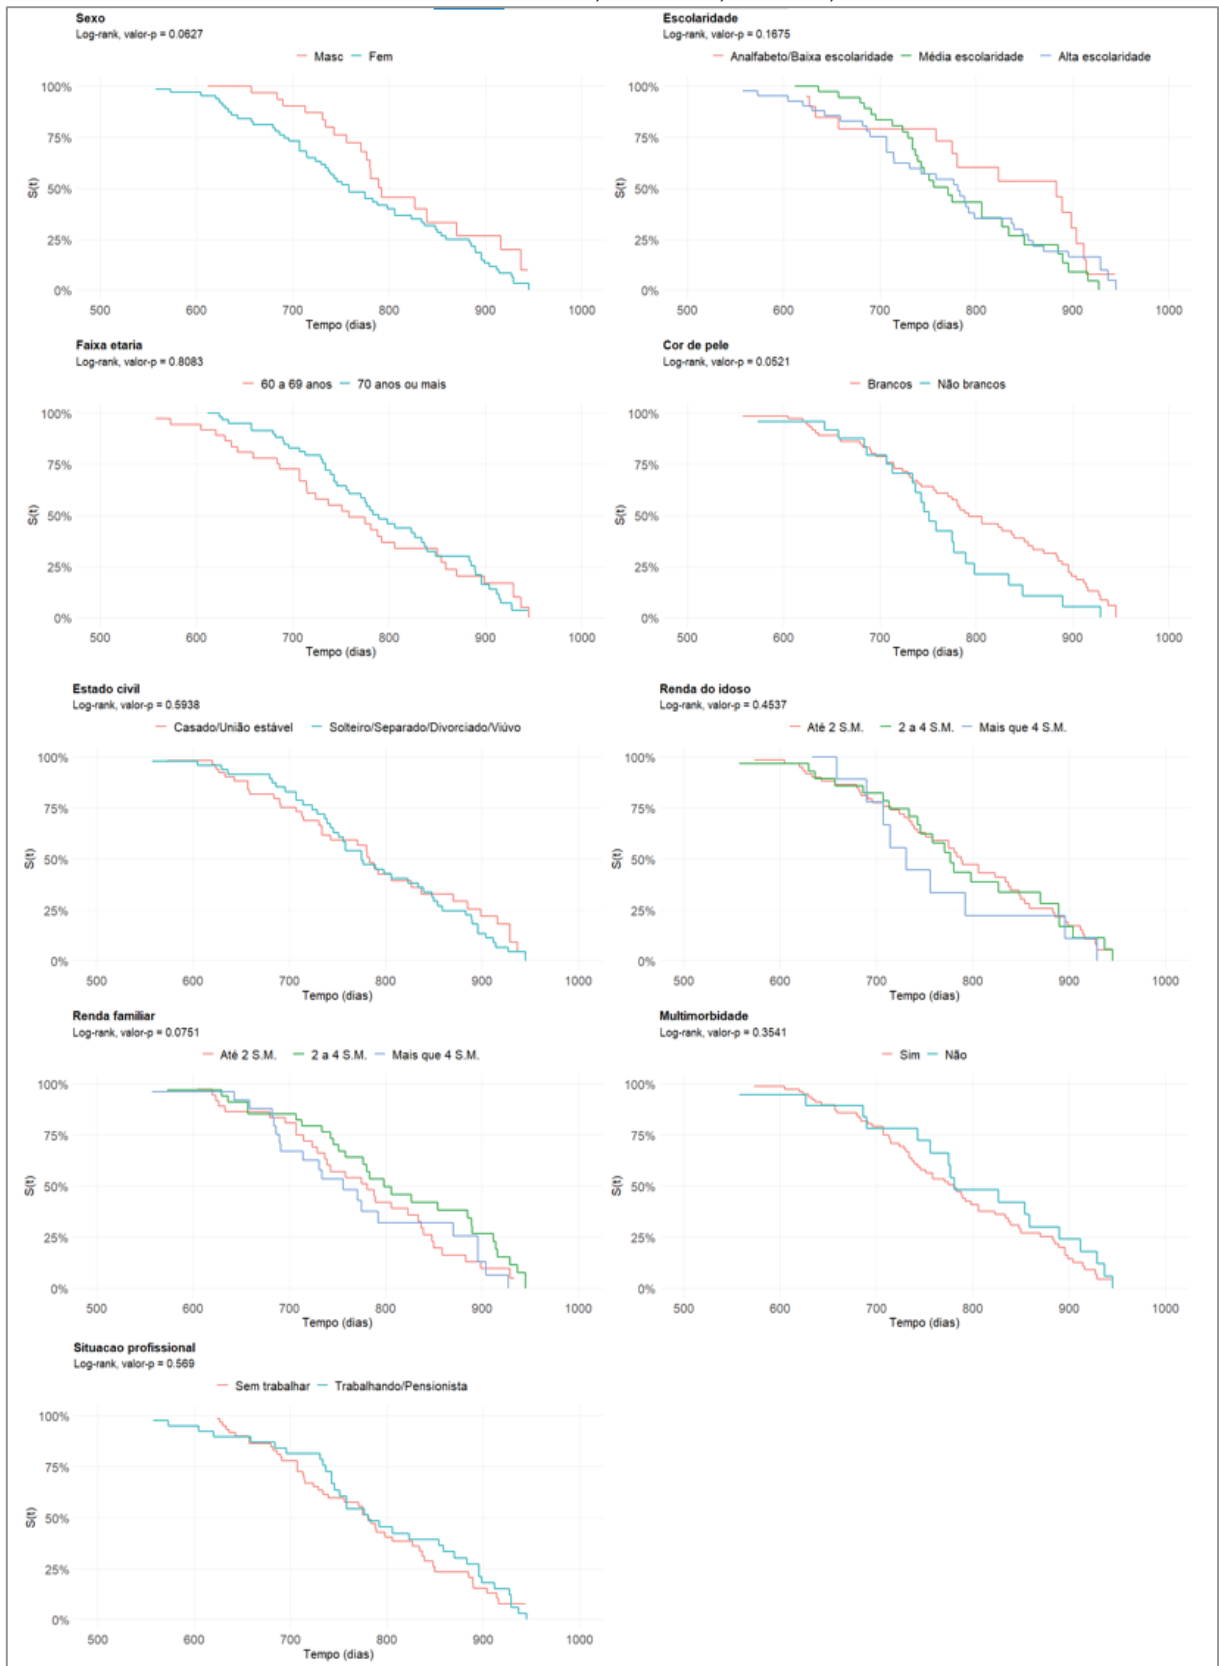 Sexo
Log-rank, valor-p = 0.0627
Masc Fem
100%
75%
50%
25%
0%
S(t)
500 600 700 800 900 1000
Tempo (dias)
Escolaridade
Log-rank, valor-p = 0.1675
Analfabeto/Baixa escolaridade Média escolaridade Alta escolaridade
100%
75%
50%
25%
0%
S(t)
500 600 700 800 900 1000
Tempo (dias)
Faixa etaria
Log-rank, valor-p = 0.8083
60 a 69 anos 70 anos ou mais
100%
75%
50%
25%
0%
S(t)
500 600 700 800 900 1000
Tempo (dias)
Cor de pele
Log-rank, valor-p = 0.0521
Brancos Não brancos
100%
75%
50%
25%
0%
S(t)
500 600 700 800 900 1000
Tempo (dias)
Estado civil
Log-rank, valor-p = 0.5938
Casado/União estável Solteiro/Separado/Divorciado/Viúvo
100%
75%
50%
25%
0%
S(t)
500 600 700 800 900 1000
Tempo (dias)
Renda do idoso
Log-rank, valor-p = 0.4537
Até 2 S.M. 2 a 4 S.M. Mais que 4 S.M.
100%
75%
50%
25%
0%
S(t)
500 600 700 800 900 1000
Tempo (dias)
Renda familiar
Log-rank, valor-p = 0.0751
Até 2 S.M. 2 a 4 S.M. Mais que 4 S.M.
100%
75%
50%
25%
0%
S(t)
500 600 700 800 900 1000
Tempo (dias)
Multimorbidade
Log-rank, valor-p = 0.3541
Sim Não
100%
75%
50%
25%
0%
S(t)
500 600 700 800 900 1000
Tempo (dias)
Situacao profissional
Log-rank, valor-p = 0.569
Sem trabalhar Trabalhando/Pensionista
100%
75%
50%
25%
0%
S(t)
500 600 700 800 900 1000
Tempo (dias)